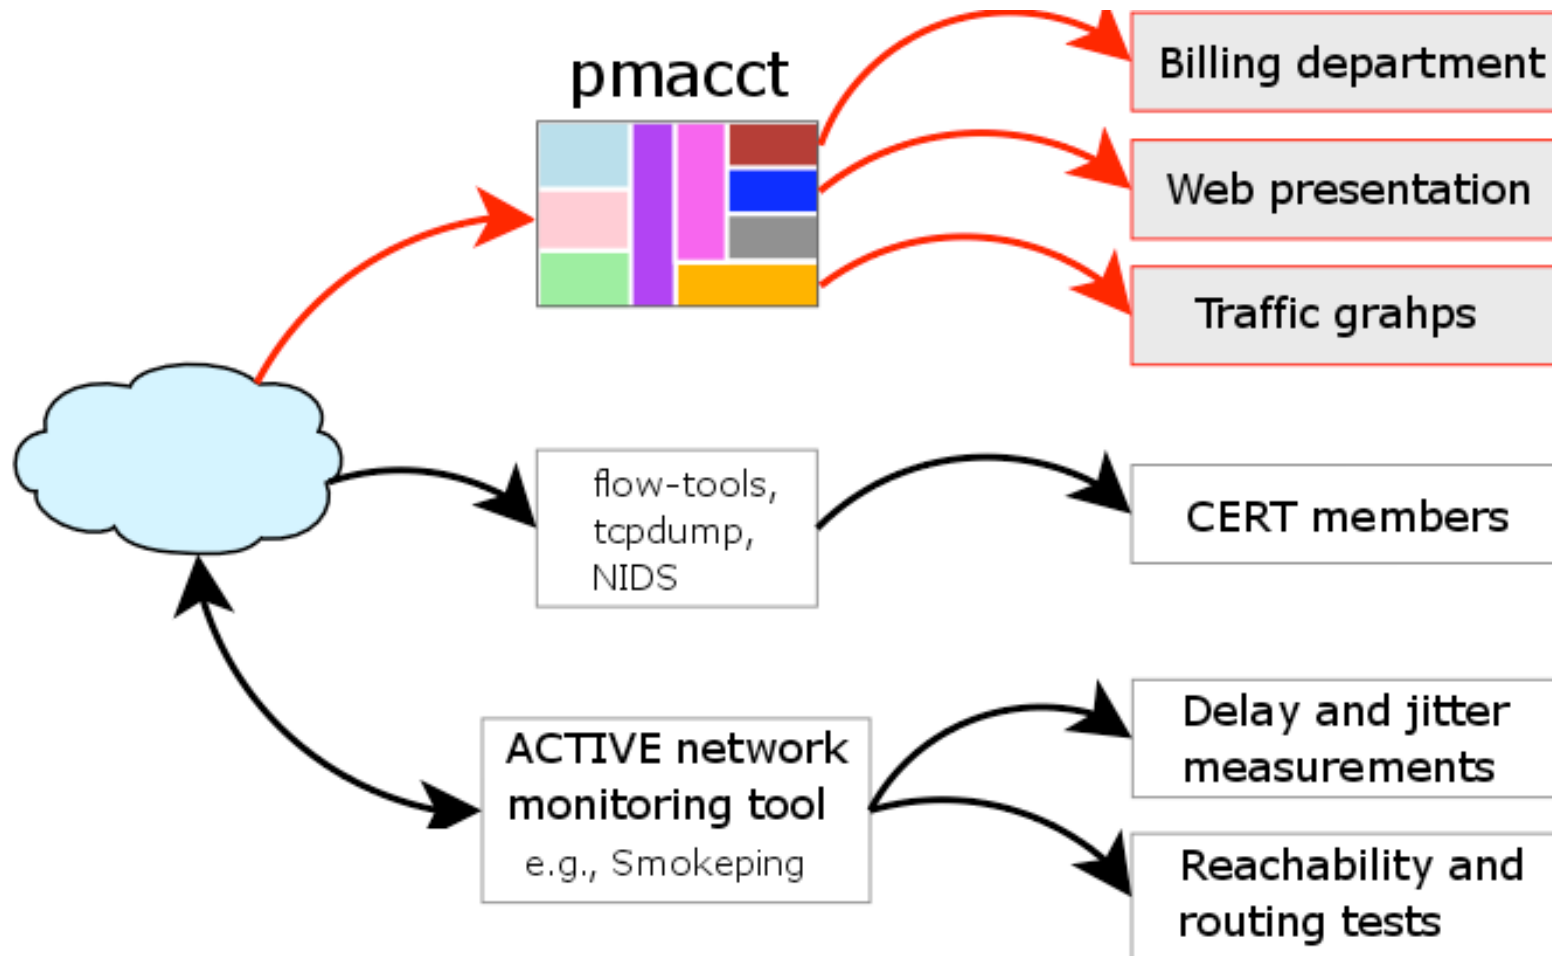 pmacct
Billing department
Web presentation
Traffic grahps
flow-tools,
tcpdump,
NIDS
CERT members
ACTIVE network
monitoring tool
e.g., Smokeping
Delay and jitter
measurements
Reachability and
routing tests